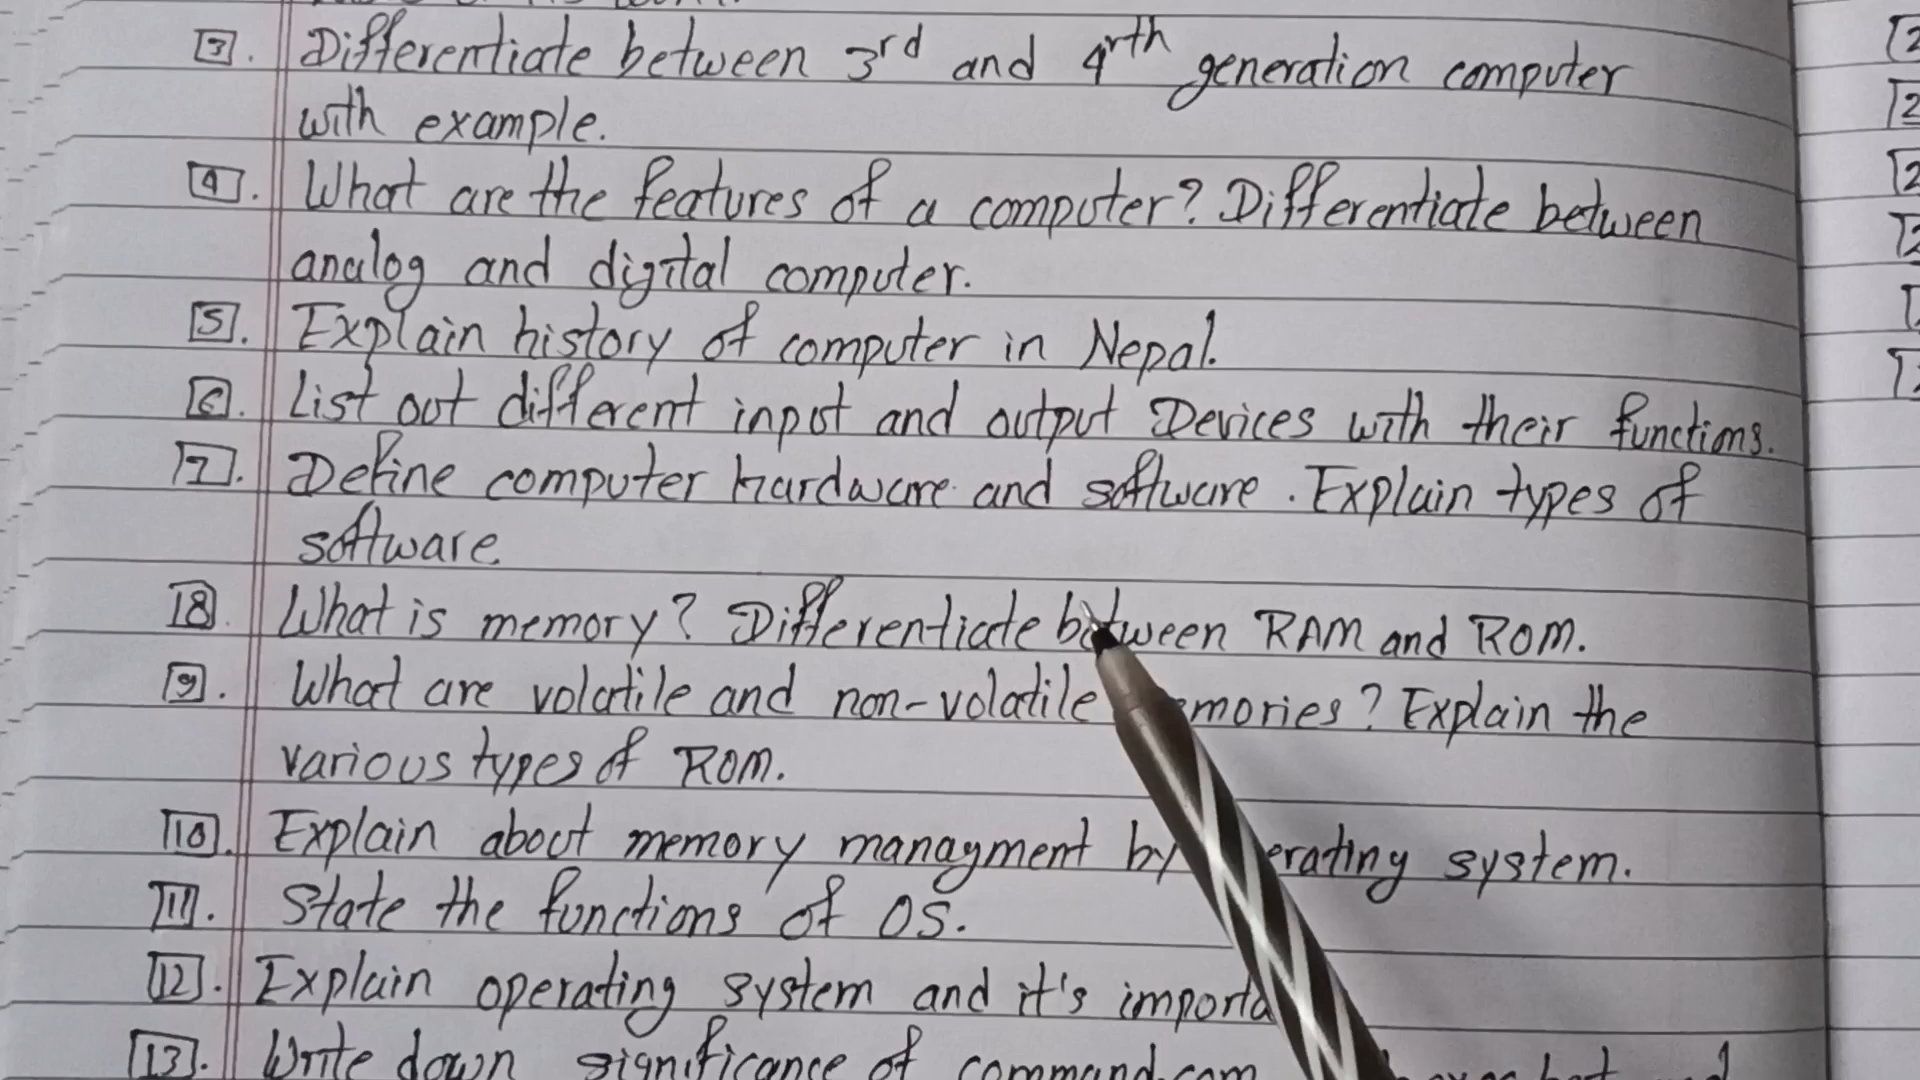 3. Differentiate between 3rd and 4rth generation computer
with example.
4. What are the features of a computer? Differentiate between
analog and digital computer.
5. Explain history of computer in Nepal.
6. List out different input and output Devices with their functions.
7. Define computer hardware and software. Explain types of
software.
8. What is memory? Differentiate between RAM and ROM.
9. What are volatile and non-volatile memories? Explain the
various types of ROM.
10. Explain about memory managment by erating system.
11. State the functions of OS.
12. Explain operating system and it's importa
13. Write down significance of command.com